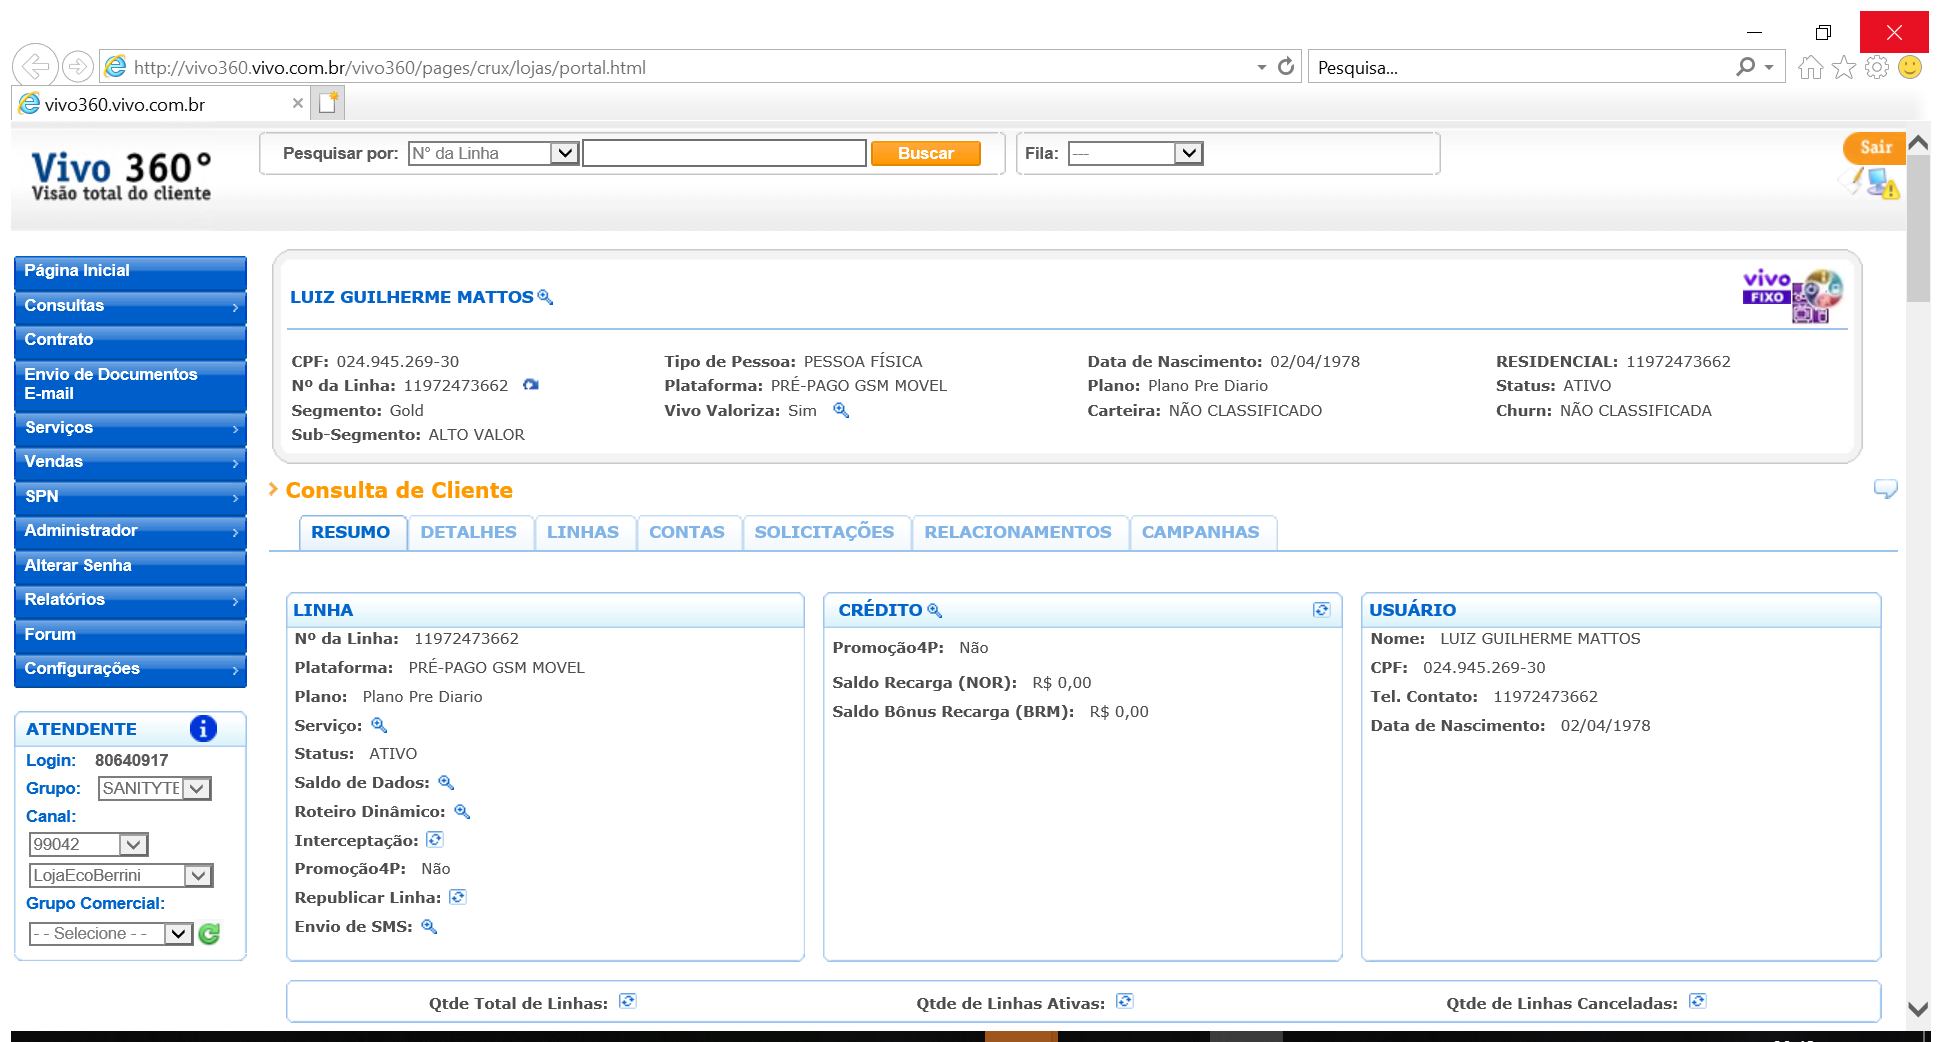 http://vivo360.vivo.com.br/vivo360/pages/crux/lojas/portal.html
Pesquisa...
vivo360.vivo.com.br
Vivo 360°
Visão total do cliente
Pesquisar por: N° da Linha Buscar
Fila: ---
Sair
Página Inicial
Consultas
Contrato
Envio de Documentos
E-mail
Serviços
Vendas
SPN
Administrador
Alterar Senha
Relatórios
Forum
Configurações
ATENDENTE
Login: 80640917
Grupo: SANITYTE
Canal:
99042
LojaEcoBerrini
Grupo Comercial:
- - Selecione - -
LUIZ GUILHERME MATTOS
vivo
FIXO
CPF: 024.945.269-30 Tipo de Pessoa: PESSOA FÍSICA Data de Nascimento: 02/04/1978 RESIDENCIAL: 11972473662
Nº da Linha: 11972473662 Plataforma: PRÉ-PAGO GSM MOVEL Plano: Plano Pre Diario Status: ATIVO
Segmento: Gold Vivo Valoriza: Sim Carteira: NÃO CLASSIFICADO Churn: NÃO CLASSIFICADA
Sub-Segmento: ALTO VALOR
Consulta de Cliente
RESUMO DETALHES LINHAS CONTAS SOLICITAÇÕES RELACIONAMENTOS CAMPANHAS
LINHA
Nº da Linha: 11972473662
Plataforma: PRÉ-PAGO GSM MOVEL
Plano: Plano Pre Diario
Serviço:
Status: ATIVO
Saldo de Dados:
Roteiro Dinâmico:
Interceptação:
Promoção4P: Não
Republicar Linha:
Envio de SMS:
CRÉDITO
Promoção4P: Não
Saldo Recarga (NOR): R$ 0,00
Saldo Bônus Recarga (BRM): R$ 0,00
USUÁRIO
Nome: LUIZ GUILHERME MATTOS
CPF: 024.945.269-30
Tel. Contato: 11972473662
Data de Nascimento: 02/04/1978
Qtde Total de Linhas: Qtde de Linhas Ativas: Qtde de Linhas Canceladas: